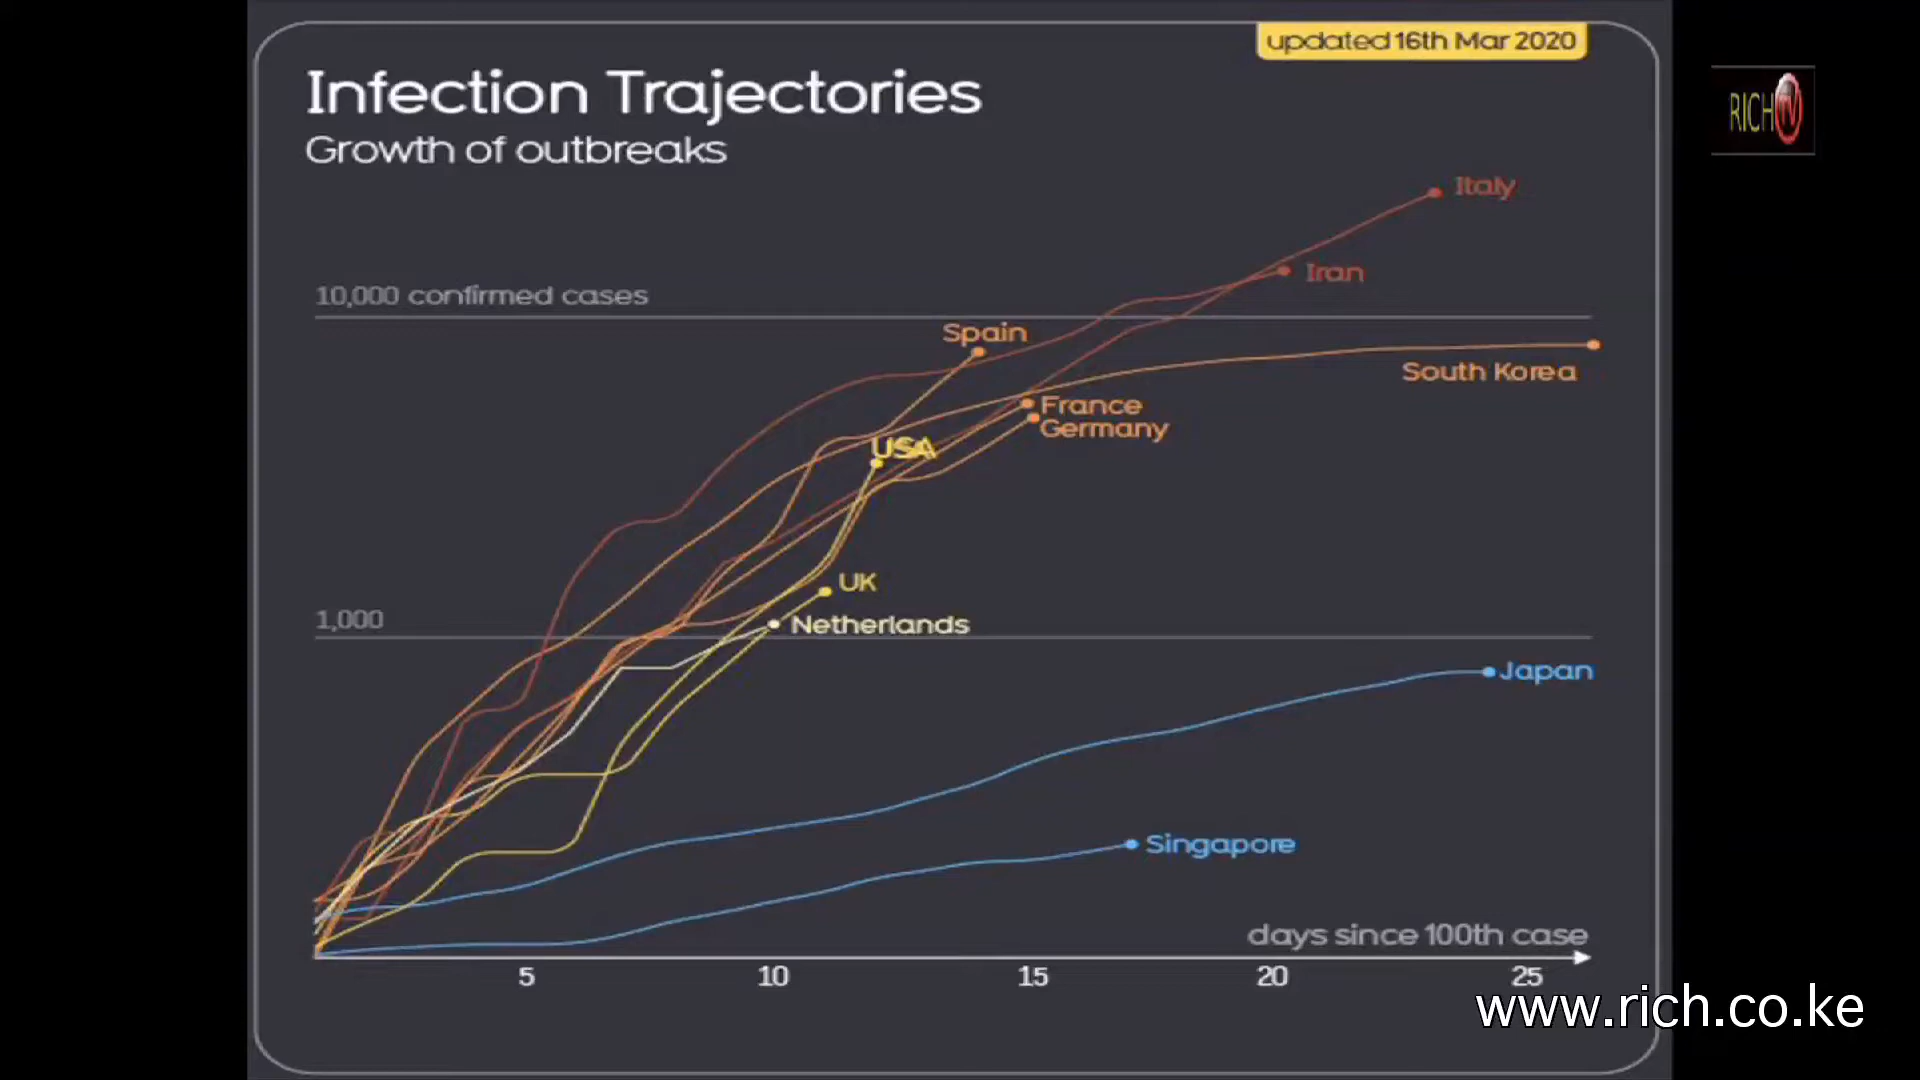 updated 16th Mar 2020
Infection Trajectories
Growth of outbreaks
RICH TV
Italy
Iran
10,000 confirmed cases
Spain
South Korea
France
Germany
USA
UK
1,000
Netherlands
Japan
Singapore
days since 100th case
5 10 15 20 25
www.rich.co.ke